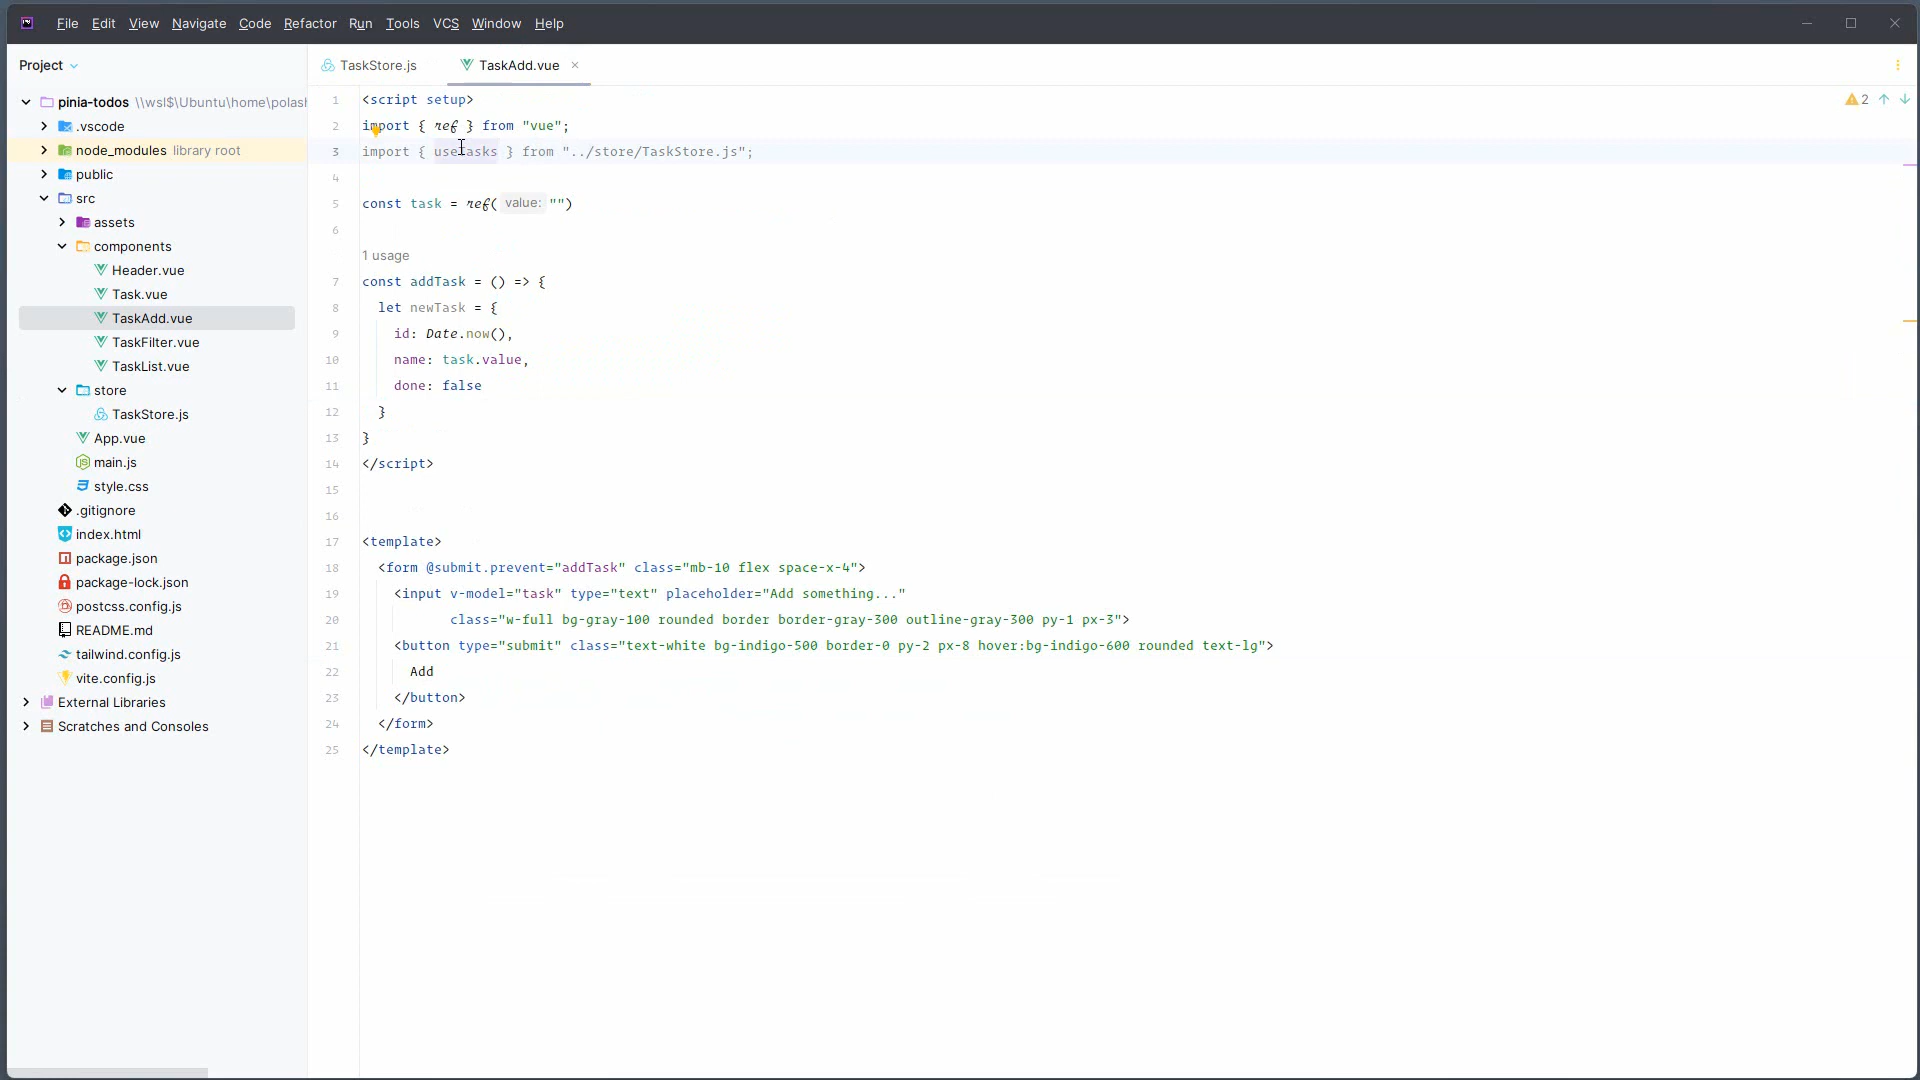 File Edit View Navigate Code Refactor Run Tools VCS Window Help
Project
pinia-todos \\wsl$\Ubuntu\home\polas
.vscode
node_modules library root
public
src
assets
components
Header.vue
Task.vue
TaskAdd.vue
TaskFilter.vue
TaskList.vue
store
TaskStore.js
App.vue
main.js
style.css
.gitignore
index.html
package.json
package-lock.json
postcss.config.js
README.md
tailwind.config.js
vite.config.js
External Libraries
Scratches and Consoles
TaskStore.js TaskAdd.vue
2
1 <script setup>
2 import { ref } from "vue";
3 import { useTasks } from "../store/TaskStore.js";
4
5 const task = ref( value: "")
6
1 usage
7 const addTask = () => {
8 let newTask = {
9 id: Date.now(),
10 name: task.value,
11 done: false
12 }
13 }
14 </script>
15
16
17 <template>
18 <form @submit.prevent="addTask" class="mb-10 flex space-x-4">
19 <input v-model="task" type="text" placeholder="Add something..."
20 class="w-full bg-gray-100 rounded border border-gray-300 outline-gray-300 py-1 px-3">
21 <button type="submit" class="text-white bg-indigo-500 border-0 py-2 px-8 hover:bg-indigo-600 rounded text-lg">
22 Add
23 </button>
24 </form>
25 </template>